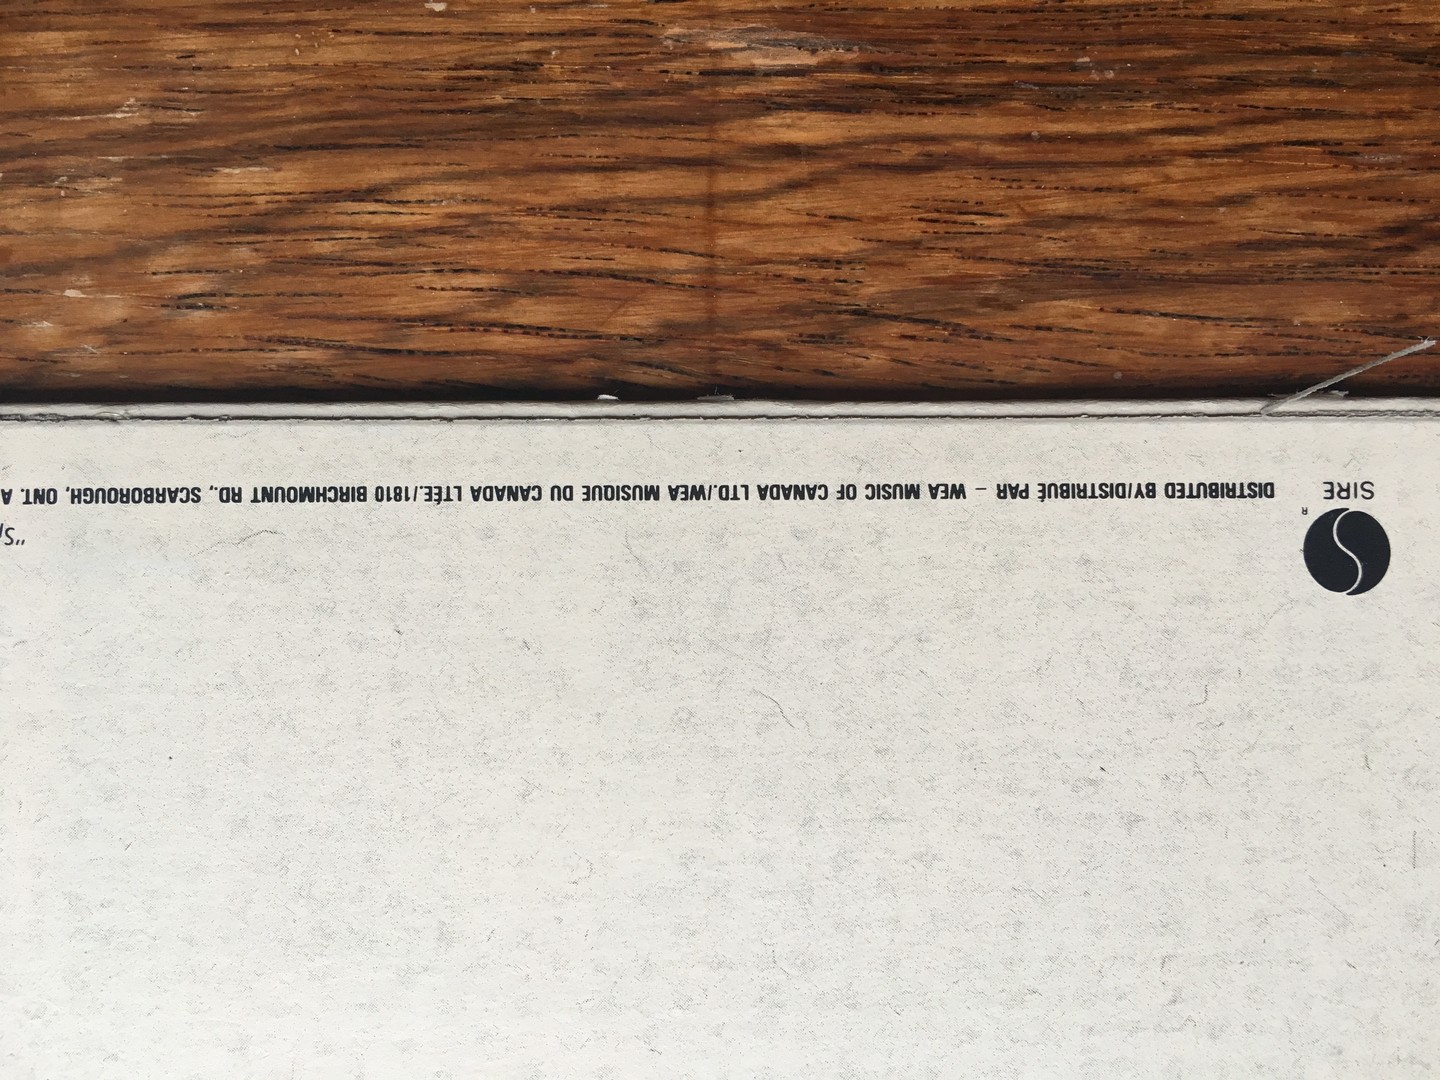 "S
SIRE
R
DISTRIBUTED BY/DISTRIBUÉ PAR – WEA MUSIC OF CANADA LTD./WEA MUSIQUE DU CANADA LTÉE./1810 BIRCHMOUNT RD., SCARBOROUGH, ONT. A